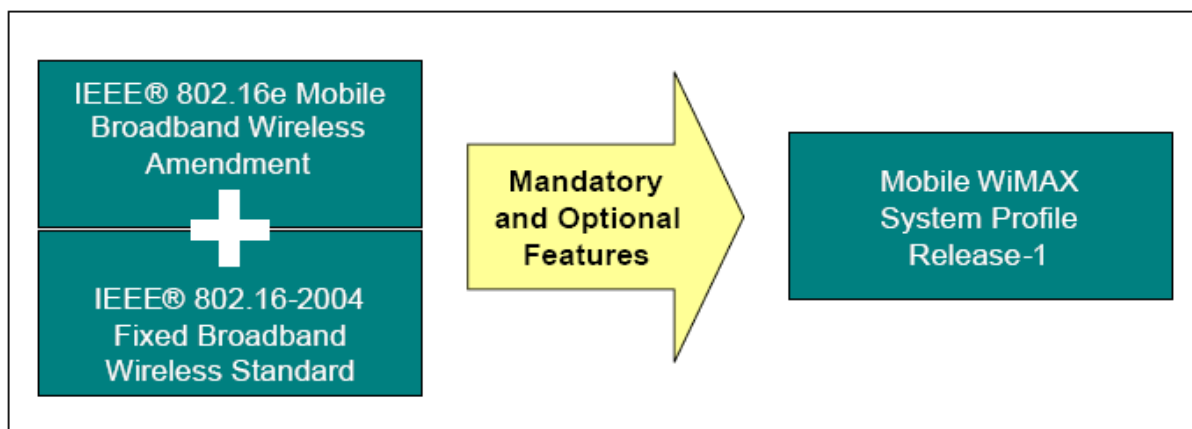 IEEE® 802.16e Mobile
Broadband Wireless
Amendment
IEEE® 802.16-2004
Fixed Broadband
Wireless Standard
Mandatory
and Optional
Features
Mobile WiMAX
System Profile
Release-1